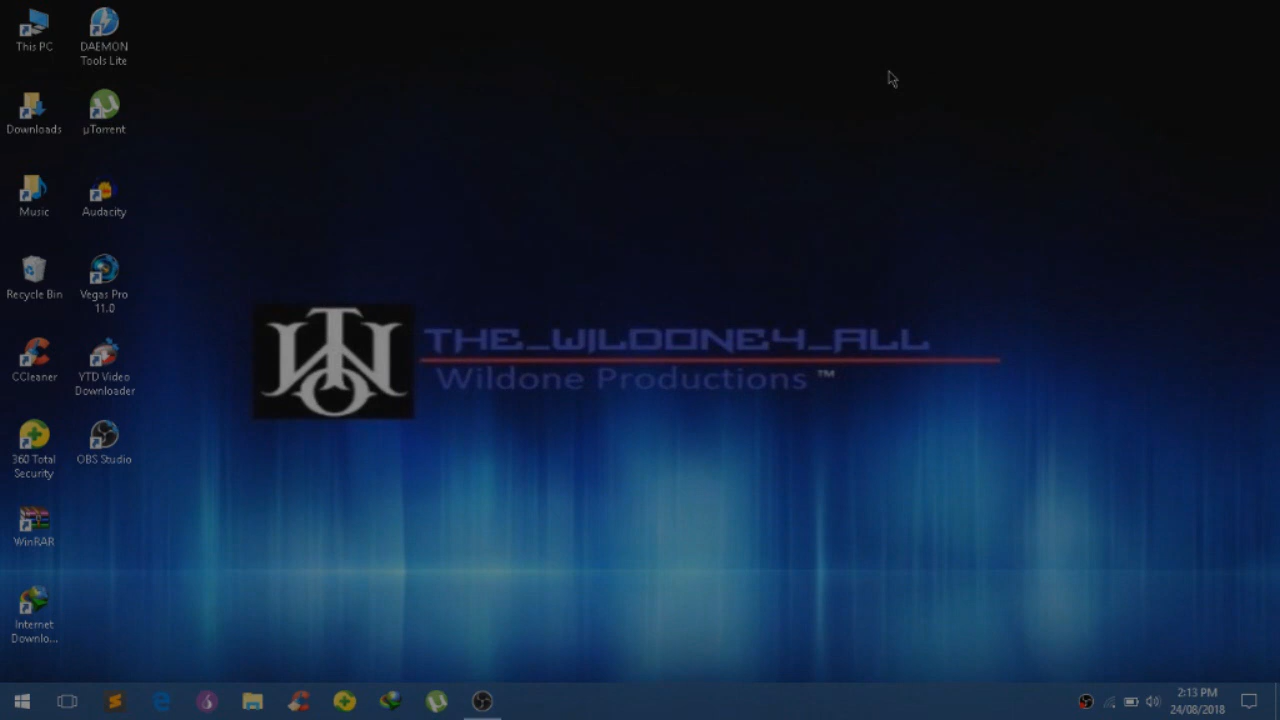 This PC
DAEMON
Tools Lite
Downloads
µTorrent
Music
Audacity
Recycle Bin
Vegas Pro
11.0
CCleaner
YTD Video
Downloader
360 Total
Security
OBS Studio
WinRAR
Internet
Downlo...
WTO
THE_WILDONE4_ALL
Wildone Productions ™
2:13 PM
24/08/2018